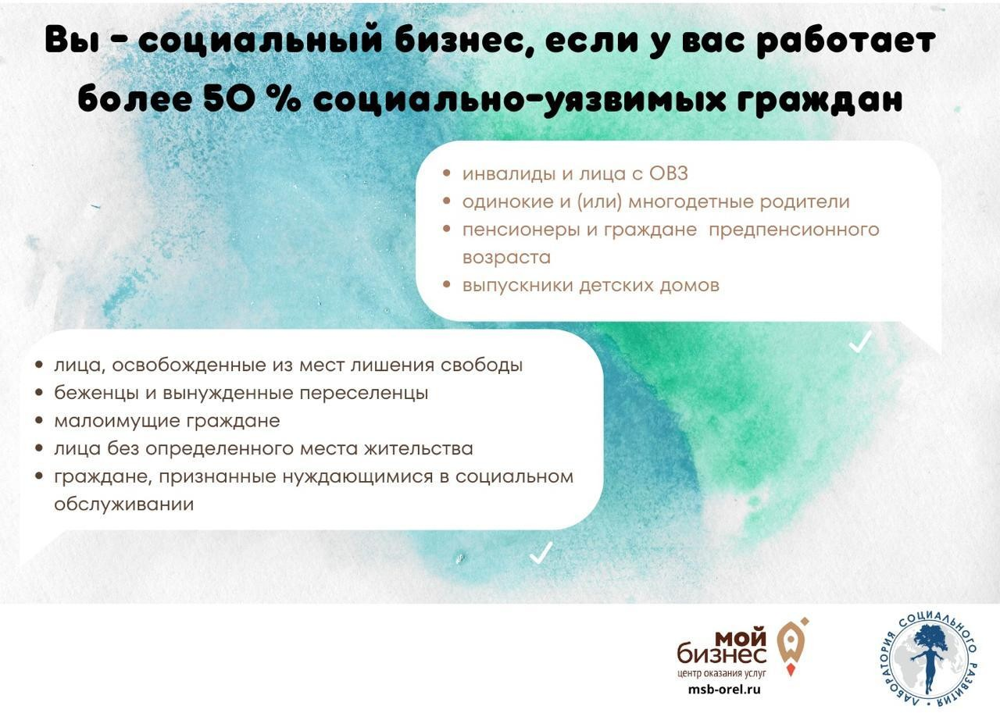 Вы - социальный бизнес, если у вас работает
более 50 % социально-уязвимых граждан
• инвалиды и лица с ОВЗ
• одинокие и (или) многодетные родители
• пенсионеры и граждане предпенсионного
возраста
• выпускники детских домов
• лица, освобожденные из мест лишения свободы
• беженцы и вынужденные переселенцы
• малоимущие граждане
• лица без определенного места жительства
• граждане, признанные нуждающимися в социальном
обслуживании
мой
бизнес
центр оказания услуг
msb-orel.ru
ЛАБОРАТОРИЯ СОЦИАЛЬНОГО РАЗВИТИЯ